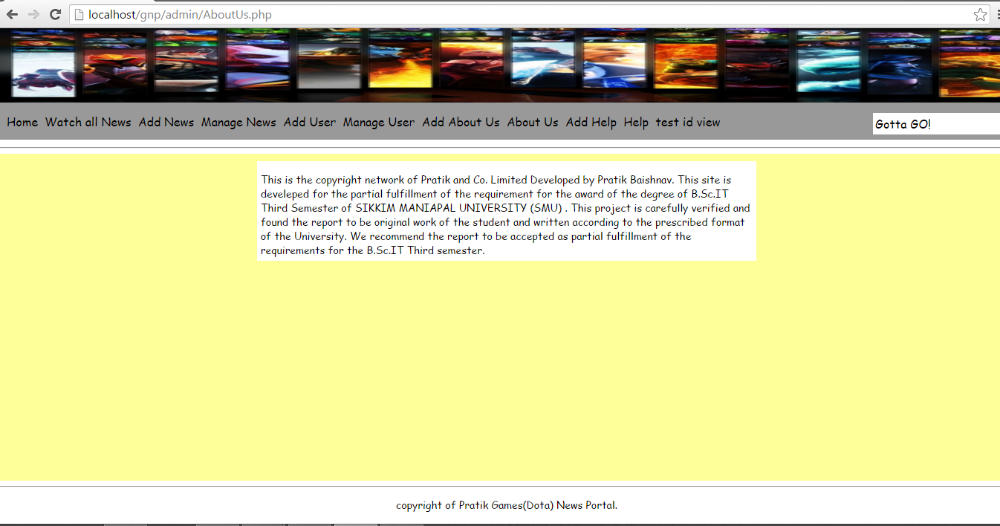 localhost/gnp/admin/AboutUs.php
Home Watch all News Add News Manage News Add User Manage User Add About Us About Us Add Help Help test id view
Gotta GO!
This is the copyright network of Pratik and Co. Limited Developed by Pratik Baishnav. This site is
develeped for the partial fulfillment of the requirement for the award of the degree of B.Sc.IT
Third Semester of SIKKIM MANIAPAL UNIVERSITY (SMU) . This project is carefully verified and
found the report to be original work of the student and written according to the prescribed format
of the University. We recommend the report to be accepted as partial fulfillment of the
requirements for the B.Sc.IT Third semester.
copyright of Pratik Games(Dota) News Portal.